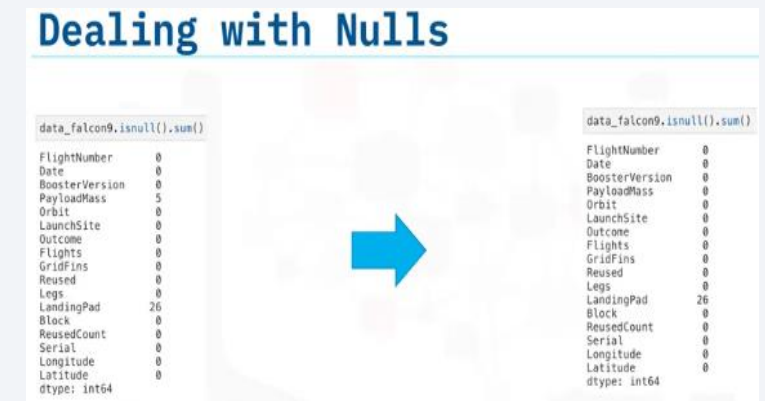 Dealing with Nulls
data_falcon9.isnull().sum()
FlightNumber 0
Date 0
BoosterVersion 0
PayloadMass 5
Orbit 0
LaunchSite 0
Outcome 0
Flights 0
GridFins 0
Reused 0
Legs 0
LandingPad 26
Block 0
ReusedCount 0
Serial 0
Longitude 0
Latitude 0
dtype: int64
data_falcon9.isnull().sum()
FlightNumber 0
Date 0
BoosterVersion 0
PayloadMass 0
Orbit 0
LaunchSite 0
Outcome 0
Flights 0
GridFins 0
Reused 0
Legs 0
LandingPad 26
Block 0
ReusedCount 0
Serial 0
Longitude 0
Latitude 0
dtype: int64